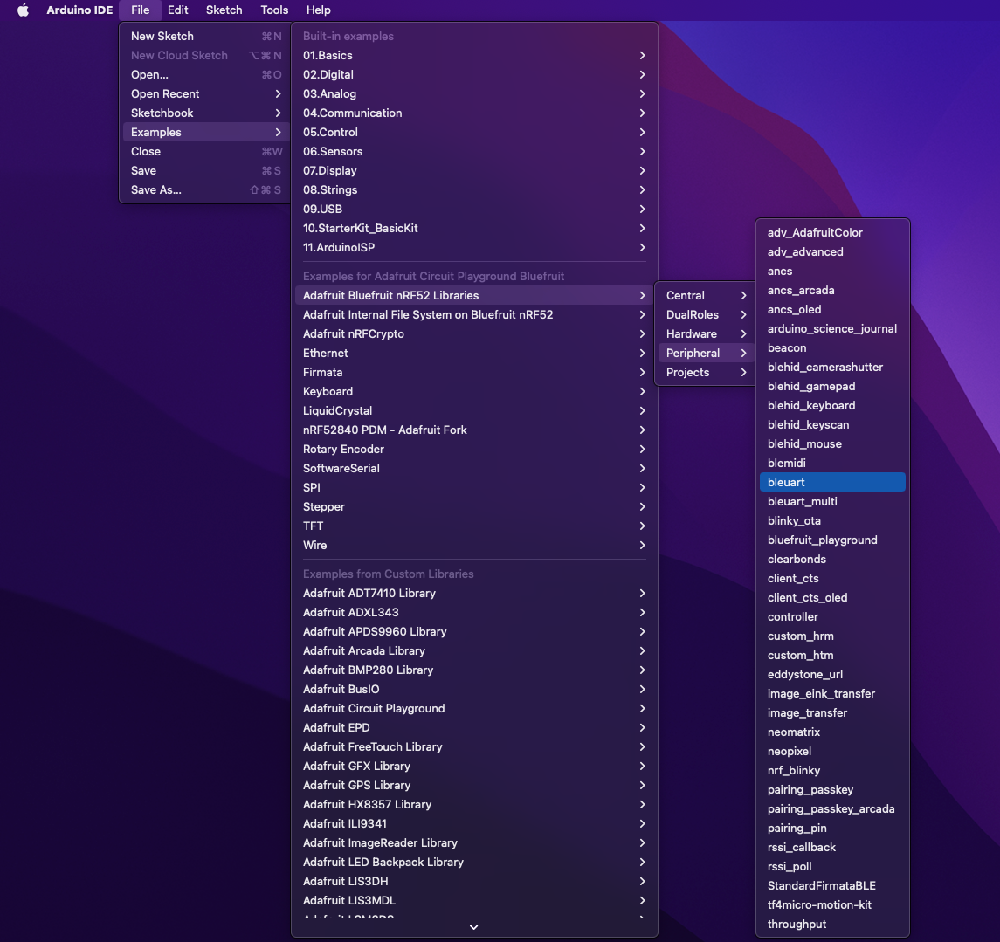 Arduino IDE File Edit Sketch Tools Help
New Sketch ⌘ N
New Cloud Sketch ⌥ ⌘ N
Open... ⌘ O
Open Recent
Sketchbook
Examples
Close ⌘ W
Save ⌘ S
Save As... ⇧ ⌘ S
Built-in examples
01.Basics
02.Digital
03.Analog
04.Communication
05.Control
06.Sensors
07.Display
08.Strings
09.USB
10.StarterKit_BasicKit
11.ArduinoISP
Examples for Adafruit Circuit Playground Bluefruit
Adafruit Bluefruit nRF52 Libraries
Adafruit Internal File System on Bluefruit nRF52
Adafruit nRFCrypto
Ethernet
Firmata
Keyboard
LiquidCrystal
nRF52840 PDM - Adafruit Fork
Rotary Encoder
SoftwareSerial
SPI
Stepper
TFT
Wire
Examples from Custom Libraries
Adafruit ADT7410 Library
Adafruit ADXL343
Adafruit APDS9960 Library
Adafruit Arcada Library
Adafruit BMP280 Library
Adafruit BusIO
Adafruit Circuit Playground
Adafruit EPD
Adafruit FreeTouch Library
Adafruit GFX Library
Adafruit GPS Library
Adafruit HX8357 Library
Adafruit ILI9341
Adafruit ImageReader Library
Adafruit LED Backpack Library
Adafruit LIS3DH
Adafruit LIS3MDL
Central
DualRoles
Hardware
Peripheral
Projects
adv_AdafruitColor
adv_advanced
ancs
ancs_arcada
ancs_oled
arduino_science_journal
beacon
blehid_camerashutter
blehid_gamepad
blehid_keyboard
blehid_keyscan
blehid_mouse
blemidi
bleuart
bleuart_multi
blinky_ota
bluefruit_playground
clearbonds
client_cts
client_cts_oled
controller
custom_hrm
custom_htm
eddystone_url
image_eink_transfer
image_transfer
neomatrix
neopixel
nrf_blinky
pairing_passkey
pairing_passkey_arcada
pairing_pin
rssi_callback
rssi_poll
StandardFirmataBLE
tf4micro-motion-kit
throughput